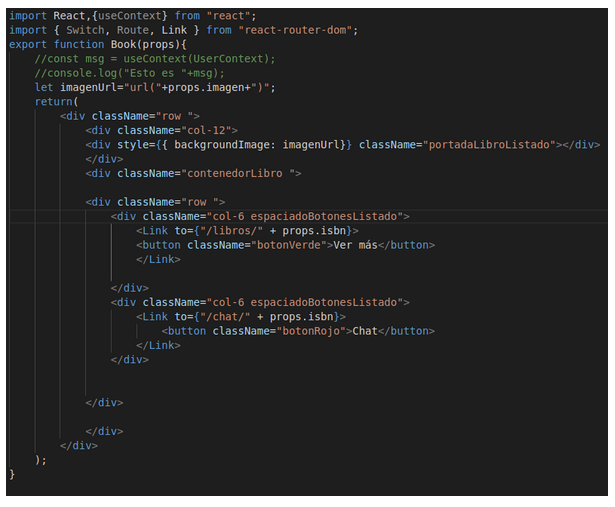 import React,{useContext} from "react";
import { Switch, Route, Link } from "react-router-dom";
export function Book(props){
    //const msg = useContext(UserContext);
    //console.log("Esto es "+msg);
    let imagenUrl="url("+props.imagen+")";
    return(
        <div className="row ">
            <div className="col-12">
            <div style={{ backgroundImage: imagenUrl}} className="portadaLibroListado"></div>
            </div>
            <div className="contenedorLibro ">
            <div className="row ">
                <div className="col-6 espaciadoBotonesListado">
                    <Link to={"/libros/" + props.isbn}>
                    <button className="botonVerde">Ver más</button>
                    </Link>
                </div>
                <div className="col-6 espaciadoBotonesListado">
                    <Link to={"/chat/" + props.isbn}>
                        <button className="botonRojo">Chat</button>
                    </Link>
                </div>
            </div>
            </div>
        </div>
    );
}